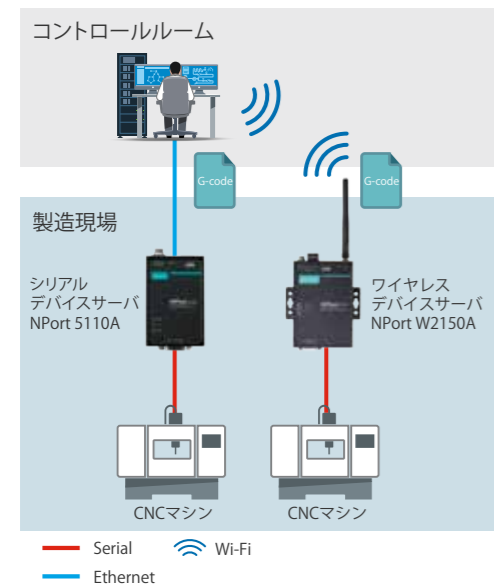 コントロールルーム
G-code
G-code
製造現場
シリアル
デバイスサーバ
NPort 5110A
ワイヤレス
デバイスサーバ
NPort W2150A
CNCマシン
CNCマシン
Serial
Wi-Fi
Ethernet